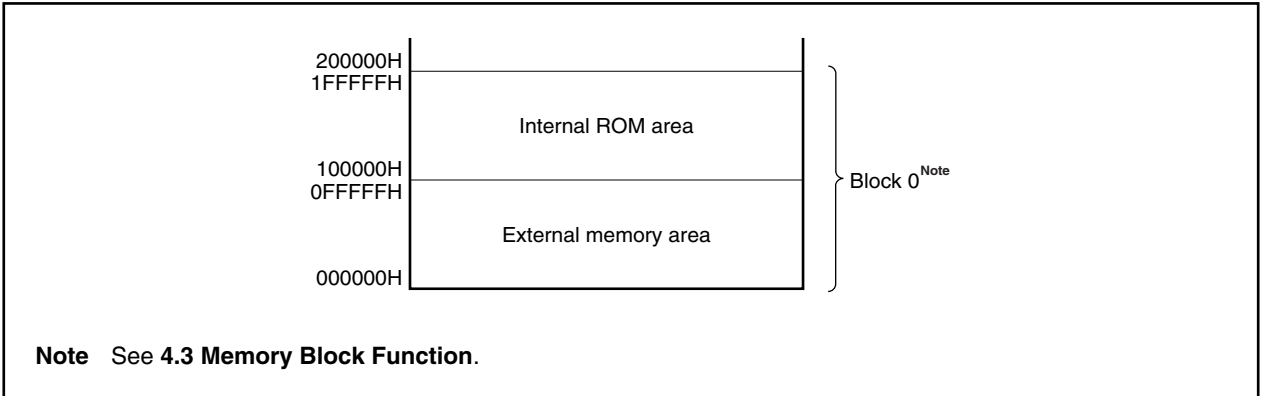 200000H
1FFFFFH
Internal ROM area
100000H
0FFFFFH
Block 0Note
External memory area
000000H
Note See 4.3 Memory Block Function.